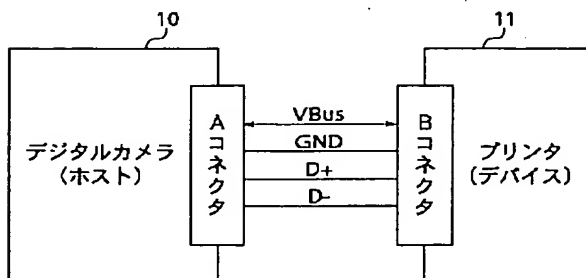 10
11
デジタルカメラ
(ホスト)
Aコネクタ
VBus
GND
D+
D-
Bコネクタ
プリンタ
(デバイス)